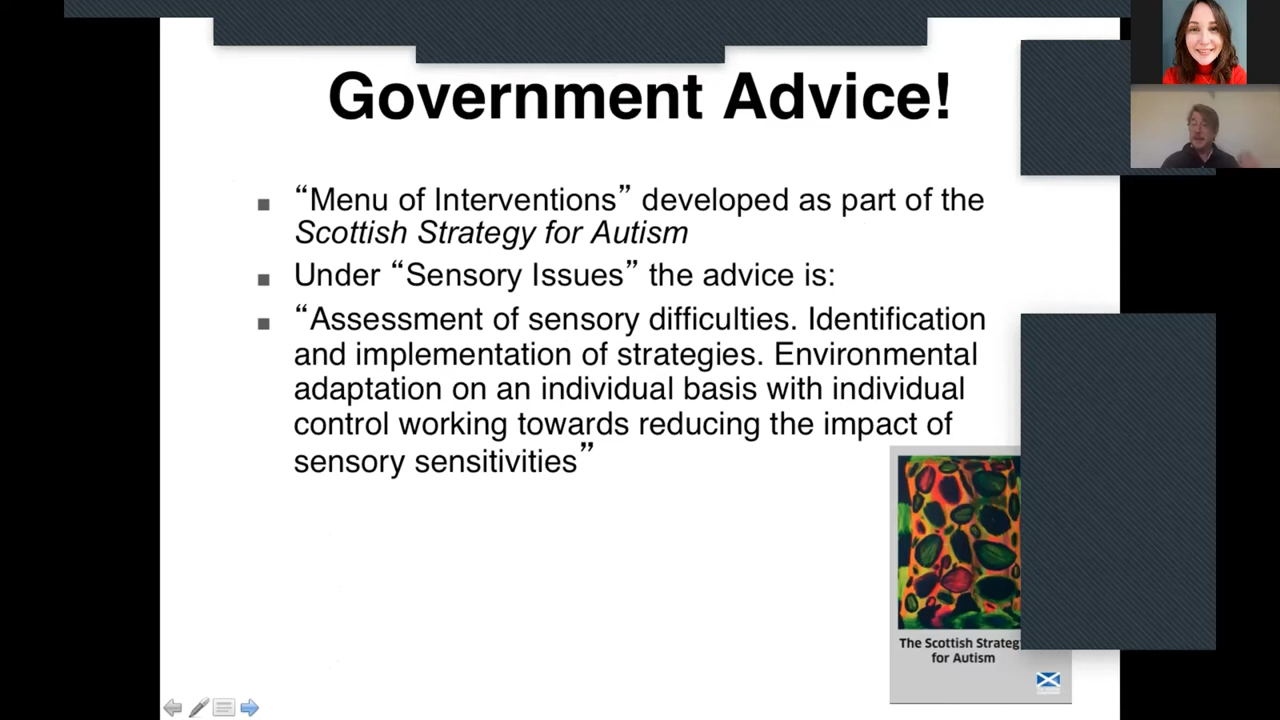 Government Advice!
“Menu of Interventions” developed as part of the
Scottish Strategy for Autism
Under “Sensory Issues” the advice is:
“Assessment of sensory difficulties. Identification
and implementation of strategies. Environmental
adaptation on an individual basis with individual
control working towards reducing the impact of
sensory sensitivities”
The Scottish Strateg
for Autism